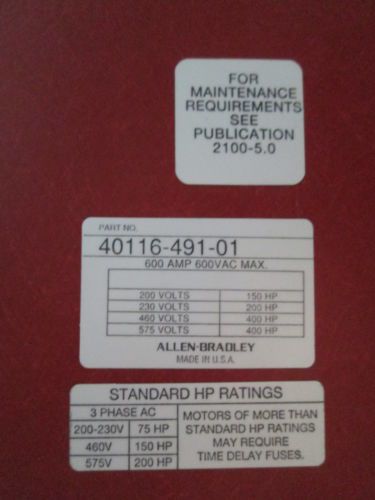 FOR
MAINTENANCE
REQUIREMENTS
SEE
PUBLICATION
2100-5.0
PART NO.
40116-491-01
600 AMP 600VAC MAX.
200 VOLTS 150 HP
230 VOLTS 200 HP
460 VOLTS 400 HP
575 VOLTS 400 HP
ALLEN-BRADLEY
MADE IN U.S.A.
STANDARD HP RATINGS
3 PHASE AC
200-230V 75 HP
460V 150 HP
575V 200 HP
MOTORS OF MORE THAN
STANDARD HP RATINGS
MAY REQUIRE
TIME DELAY FUSES.